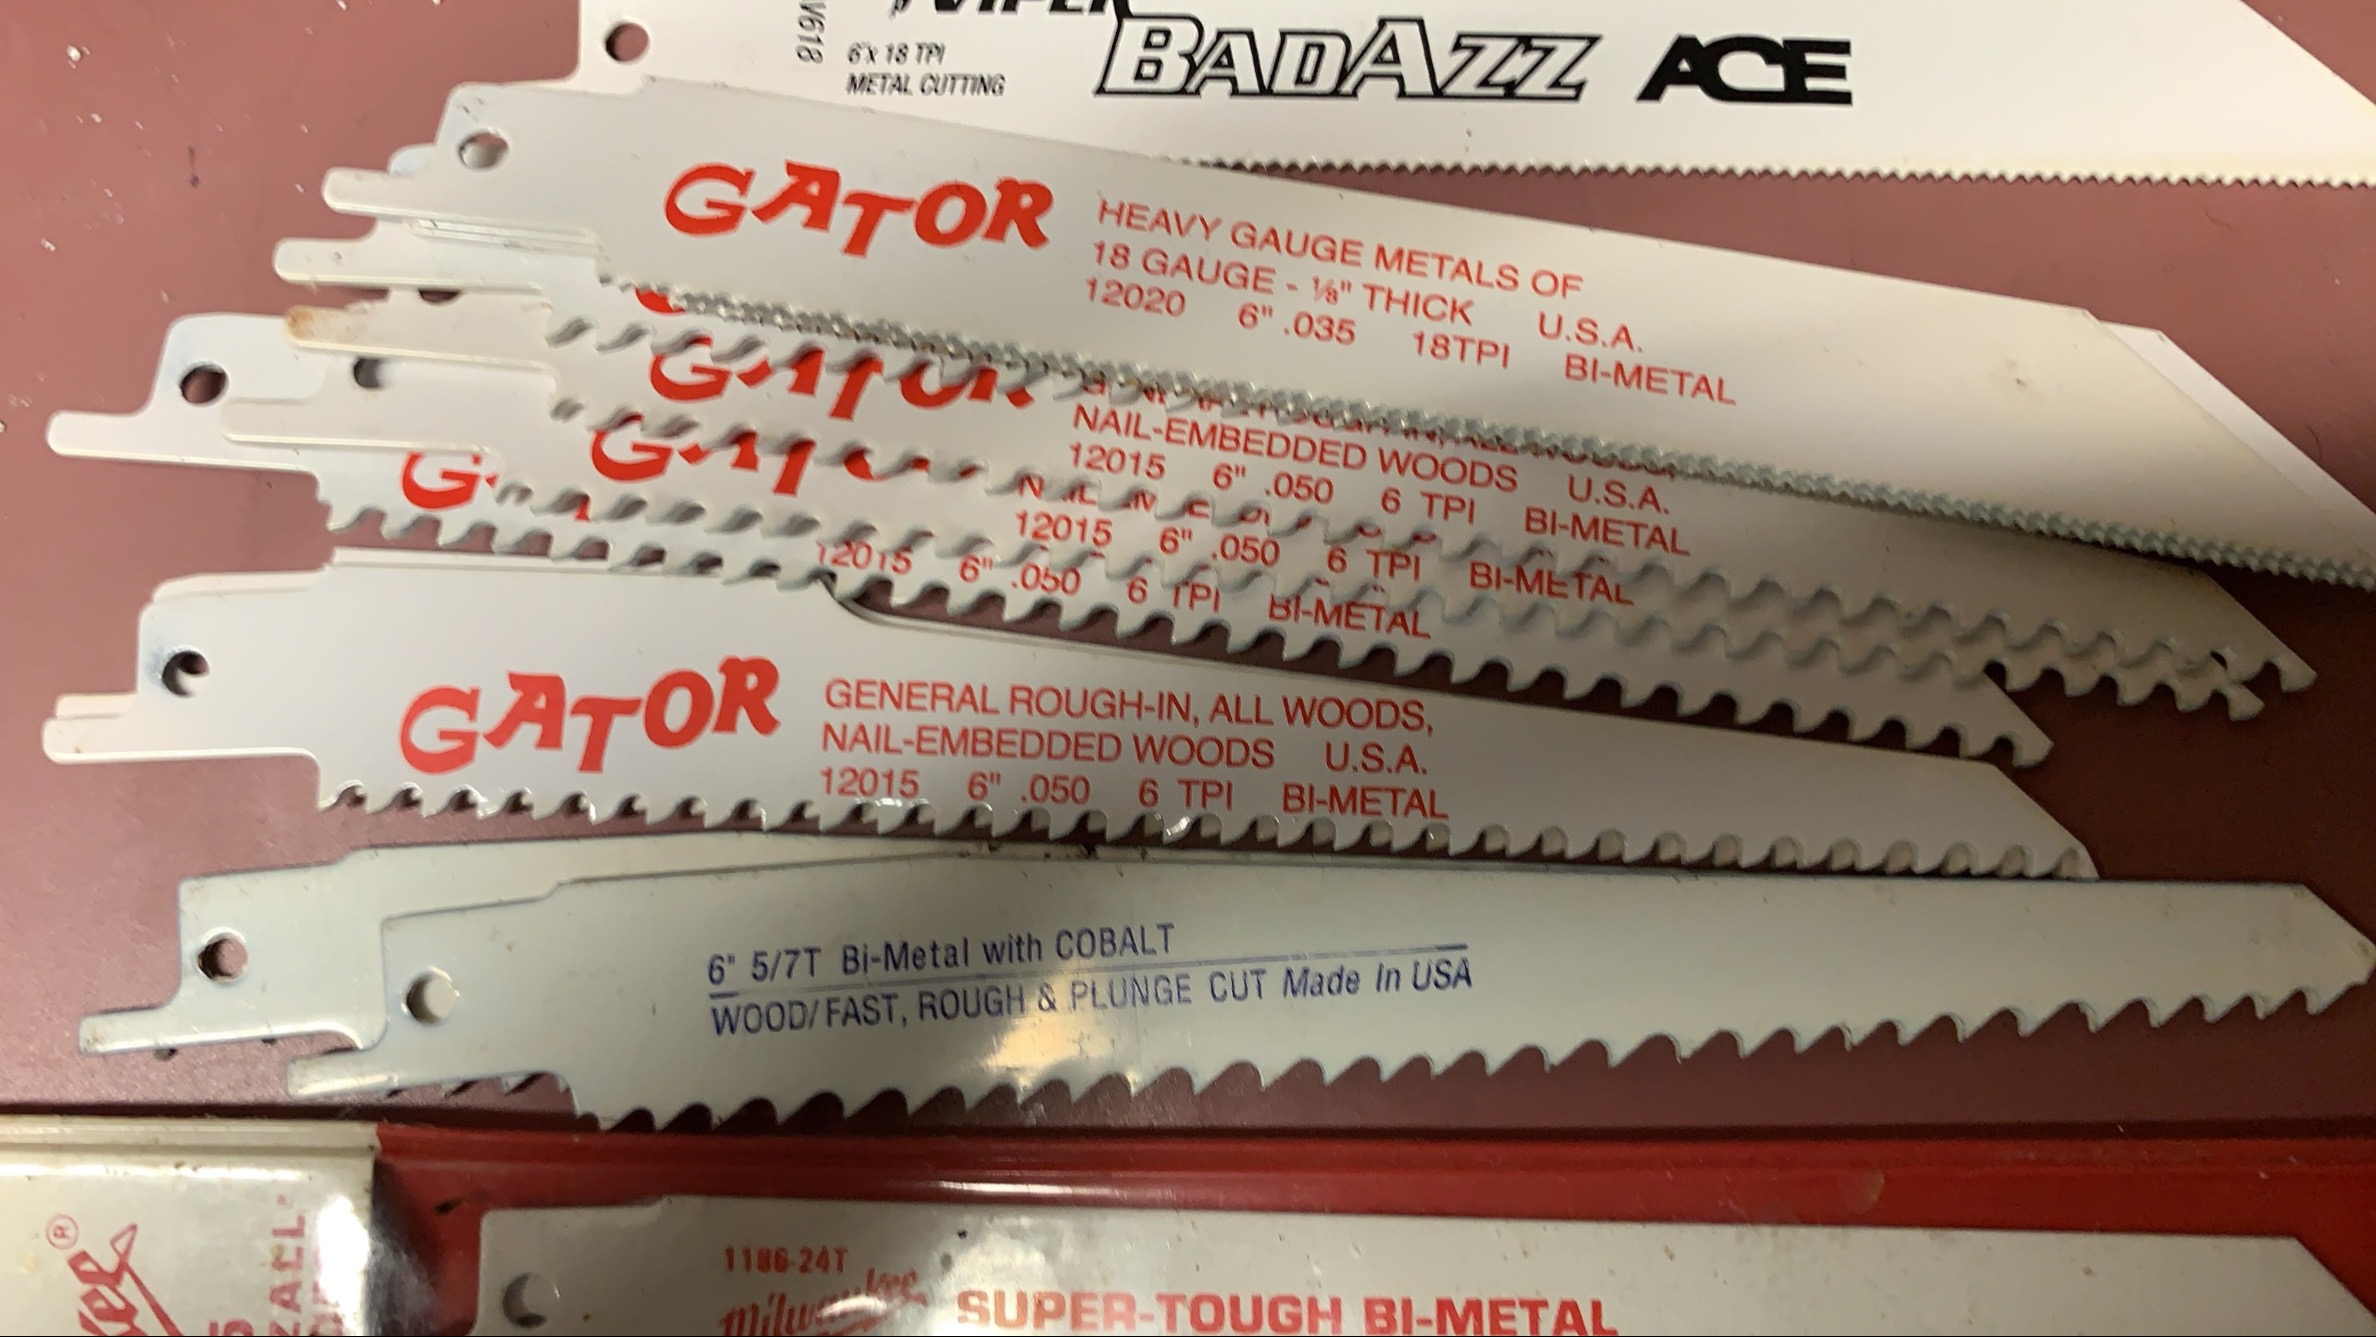 V618
6"x 18 TPI
METAL CUTTING
BADAZZ ACE
GATOR
HEAVY GAUGE METALS OF
18 GAUGE - 1/8" THICK U.S.A.
12020 6" .035 18TPI BI-METAL
GATOR
NAIL-EMBEDDED WOODS U.S.A.
12015 6" .050 6 TPI BI-METAL
12015 6" .050 6 TPI BI-METAL
12015 6" .050 6 TPI BI-METAL
GATOR
GENERAL ROUGH-IN, ALL WOODS,
NAIL-EMBEDDED WOODS U.S.A.
12015 6" .050 6 TPI BI-METAL
6" 5/7T Bi-Metal with COBALT
WOOD/FAST, ROUGH & PLUNGE CUT Made In USA
1186-24T
Milwaukee
SUPER-TOUGH BI-METAL